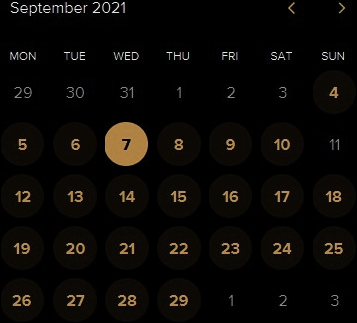 September 2021
MON TUE WED THU FRI SAT SUN
29 30 31 1 2 3 4
5 6 7 8 9 10 11
12 13 14 15 16 17 18
19 20 21 22 23 24 25
26 27 28 29 1 2 3